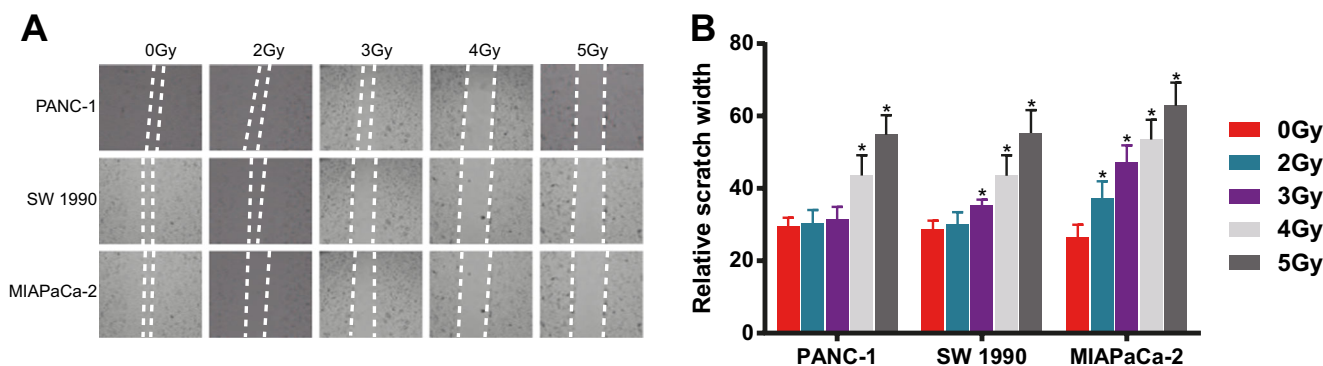 A
0Gy 2Gy 3Gy 4Gy 5Gy
PANC-1
SW 1990
MIAPaCa-2
B
Relative scratch width
80
60
40
20
0
* *
* * *
* * * *
PANC-1 SW 1990 MIAPaCa-2
0Gy
2Gy
3Gy
4Gy
5Gy